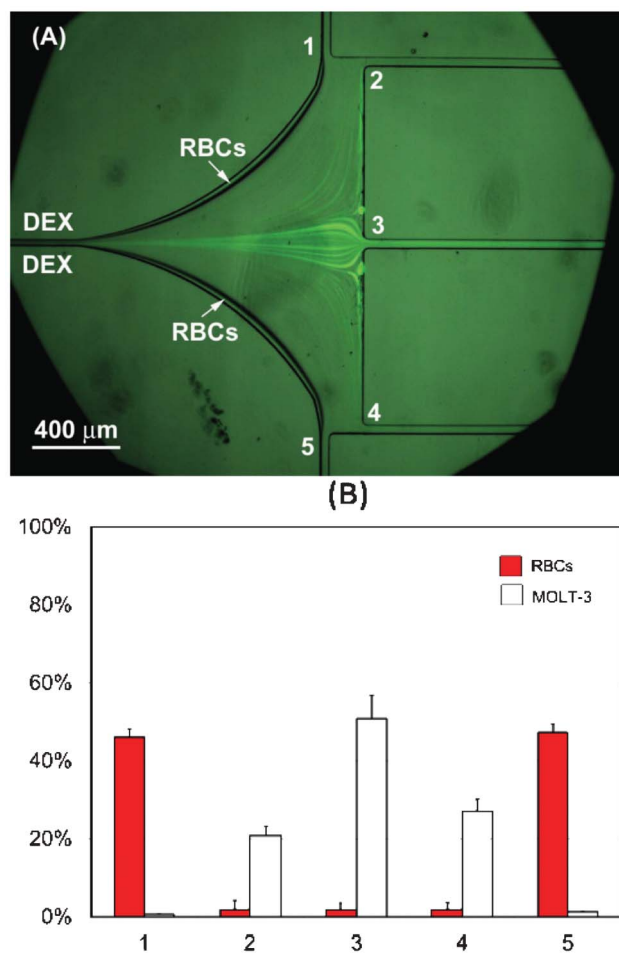 (A)
1
2
RBCs
DEX
3
DEX
RBCs
4
400 µm
5
(B)
100%
80%
60%
40%
20%
0%
RBCs
MOLT-3
1 2 3 4 5